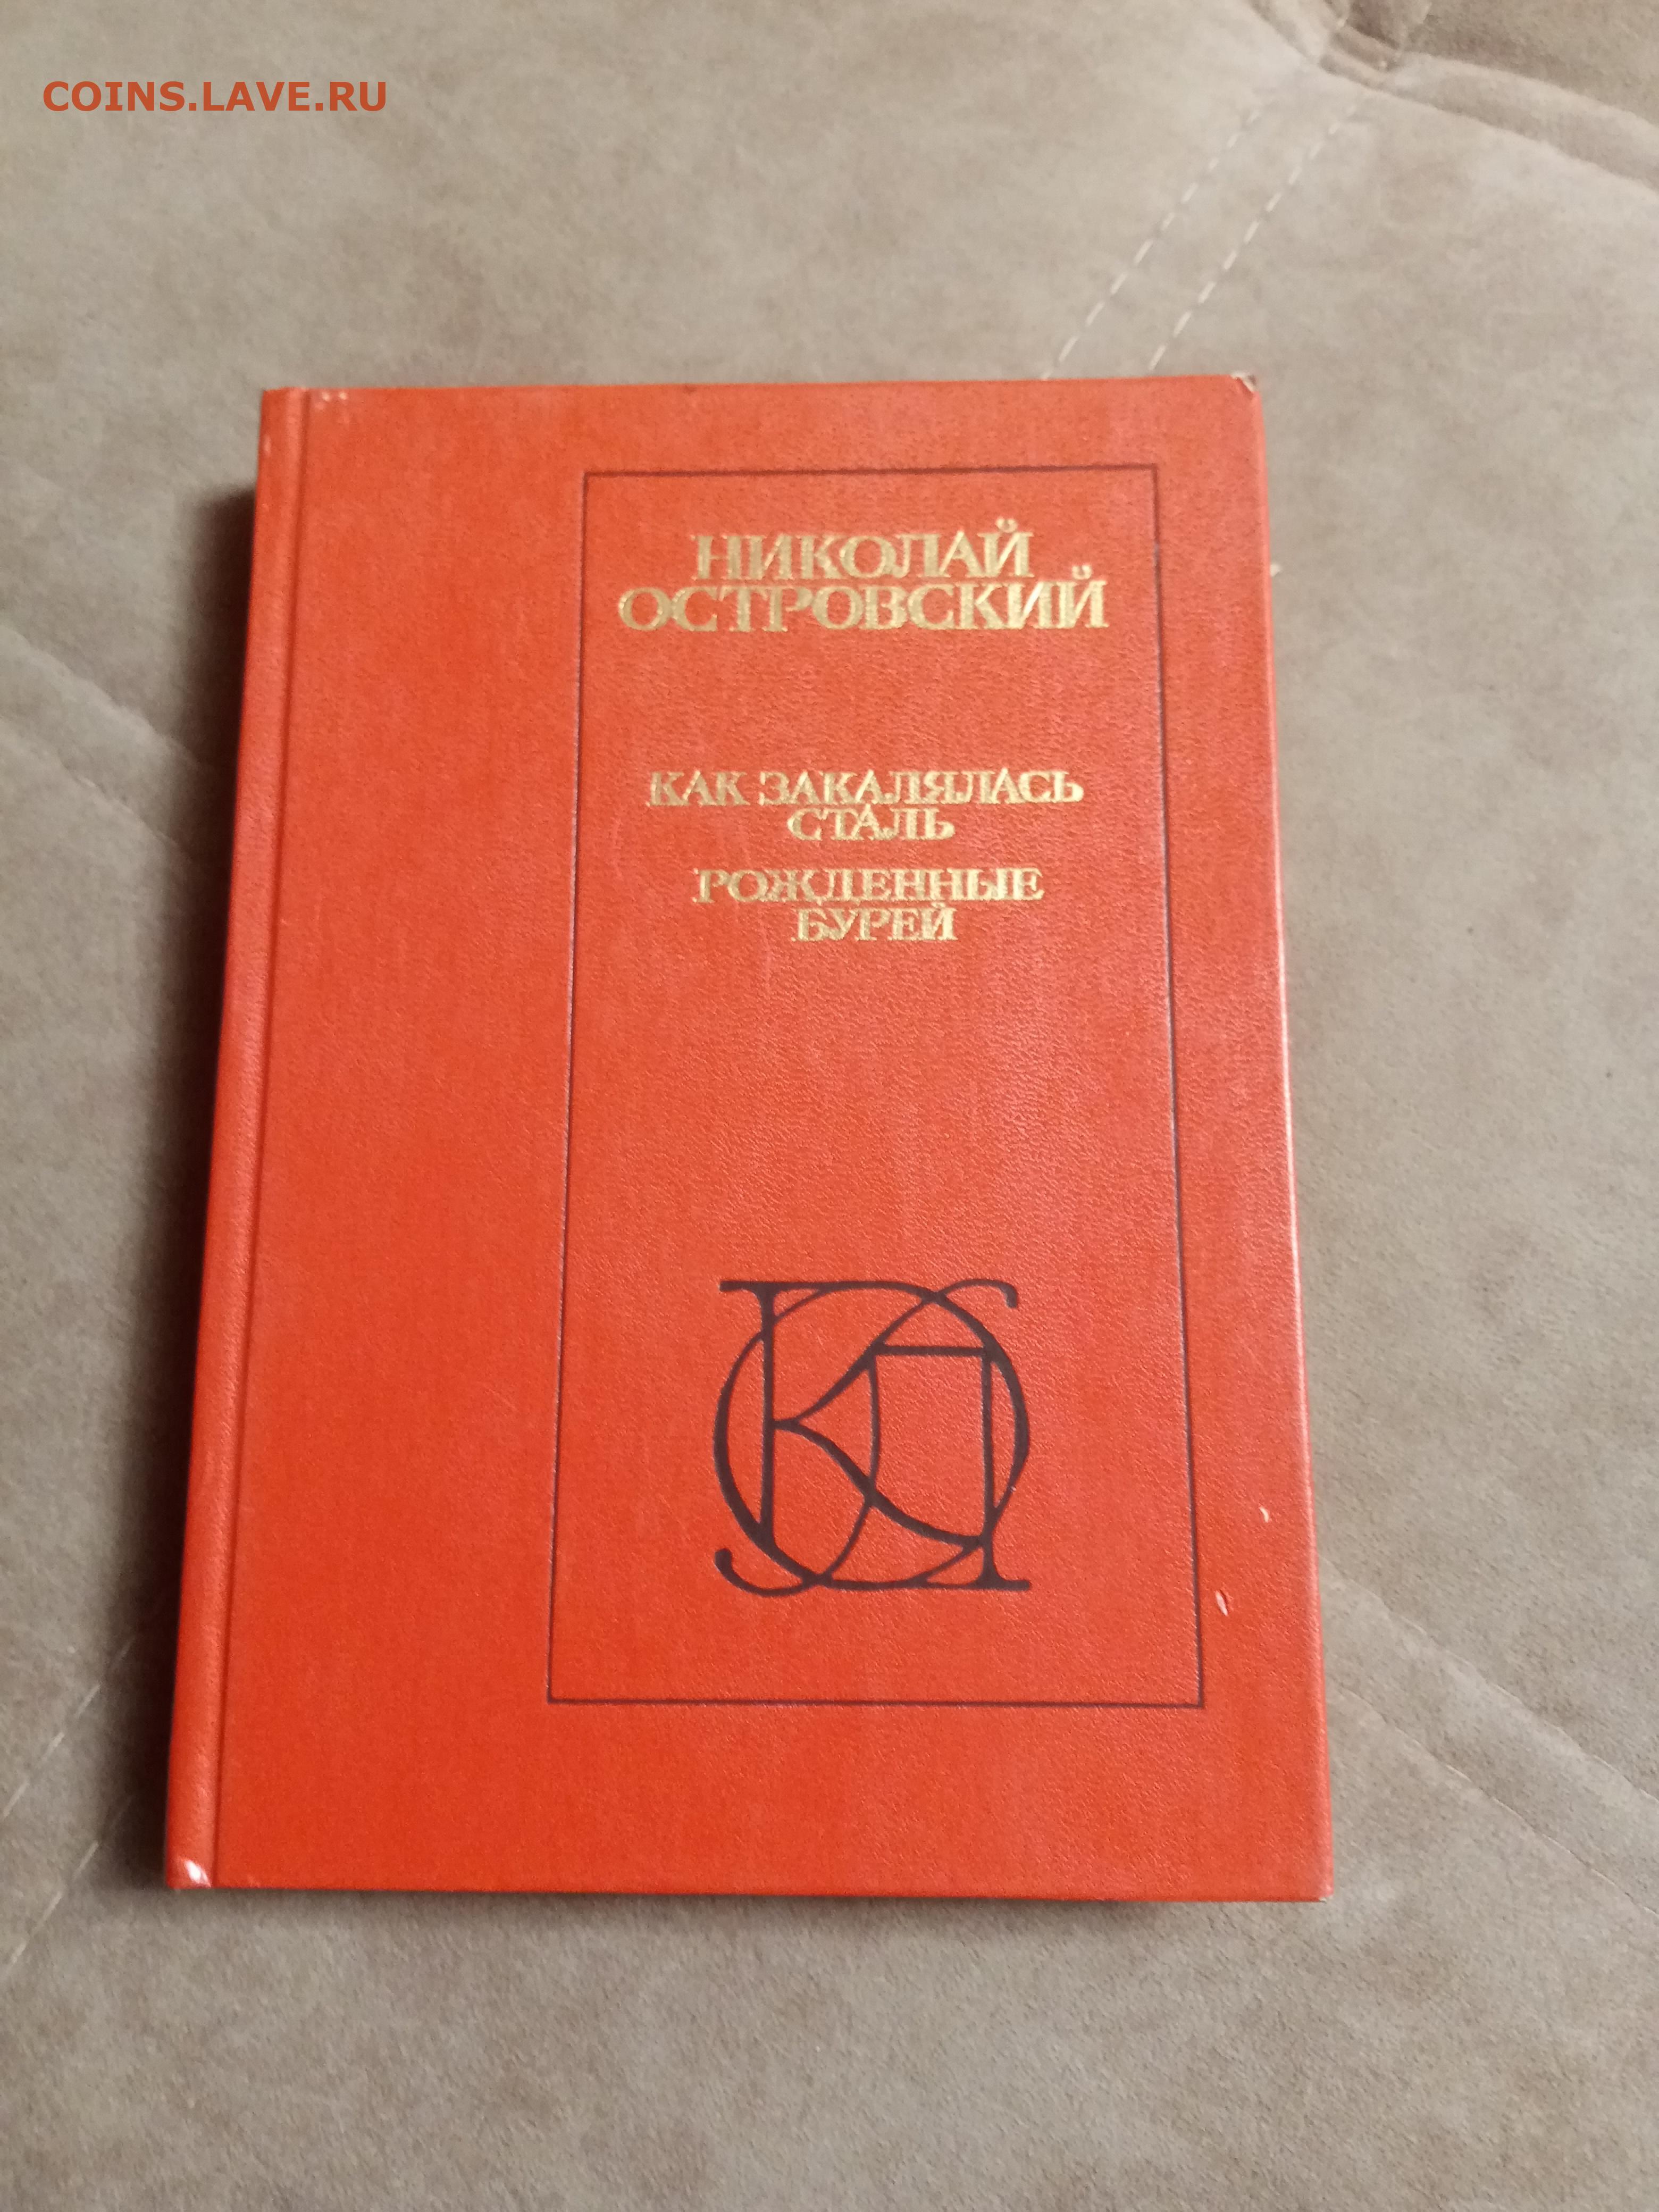 COINS.LAVE.RU
НИКОЛАЙ
ОСТРОВСКИЙ
КАК ЗАКАЛЯЛАСЬ
СТАЛЬ
РОЖДЕННЫЕ
БУРЕЙ